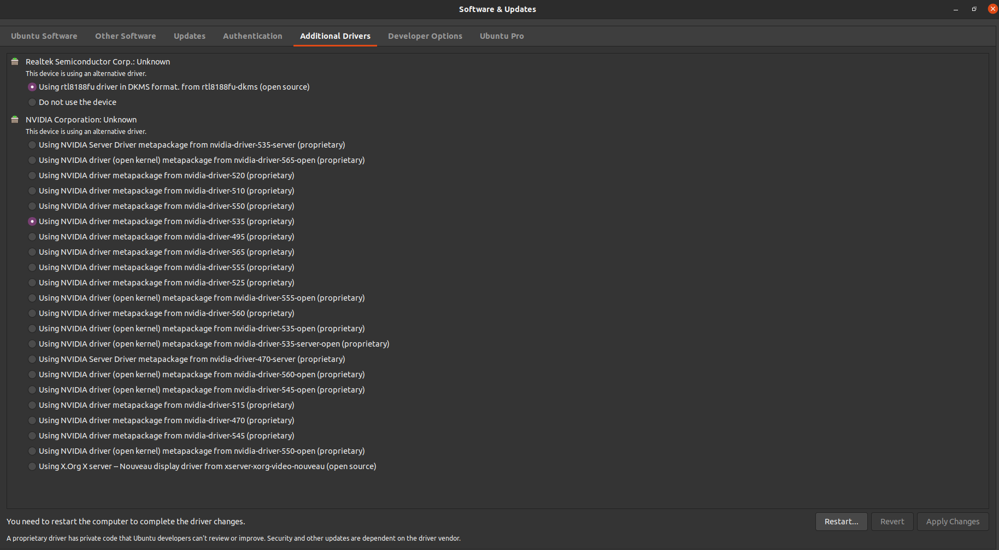 Software & Updates
Ubuntu Software Other Software Updates Authentication Additional Drivers Developer Options Ubuntu Pro
Realtek Semiconductor Corp.: Unknown
This device is using an alternative driver.
Using rtl8188fu driver in DKMS format. from rtl8188fu-dkms (open source)
Do not use the device
NVIDIA Corporation: Unknown
This device is using an alternative driver.
Using NVIDIA Server Driver metapackage from nvidia-driver-535-server (proprietary)
Using NVIDIA driver (open kernel) metapackage from nvidia-driver-565-open (proprietary)
Using NVIDIA driver metapackage from nvidia-driver-520 (proprietary)
Using NVIDIA driver metapackage from nvidia-driver-510 (proprietary)
Using NVIDIA driver metapackage from nvidia-driver-550 (proprietary)
Using NVIDIA driver metapackage from nvidia-driver-535 (proprietary)
Using NVIDIA driver metapackage from nvidia-driver-495 (proprietary)
Using NVIDIA driver metapackage from nvidia-driver-565 (proprietary)
Using NVIDIA driver metapackage from nvidia-driver-555 (proprietary)
Using NVIDIA driver metapackage from nvidia-driver-525 (proprietary)
Using NVIDIA driver (open kernel) metapackage from nvidia-driver-555-open (proprietary)
Using NVIDIA driver metapackage from nvidia-driver-560 (proprietary)
Using NVIDIA driver (open kernel) metapackage from nvidia-driver-535-open (proprietary)
Using NVIDIA driver (open kernel) metapackage from nvidia-driver-535-server-open (proprietary)
Using NVIDIA Server Driver metapackage from nvidia-driver-470-server (proprietary)
Using NVIDIA driver (open kernel) metapackage from nvidia-driver-560-open (proprietary)
Using NVIDIA driver (open kernel) metapackage from nvidia-driver-545-open (proprietary)
Using NVIDIA driver metapackage from nvidia-driver-515 (proprietary)
Using NVIDIA driver metapackage from nvidia-driver-470 (proprietary)
Using NVIDIA driver metapackage from nvidia-driver-545 (proprietary)
Using NVIDIA driver (open kernel) metapackage from nvidia-driver-550-open (proprietary)
Using X.Org X server -- Nouveau display driver from xserver-xorg-video-nouveau (open source)
You need to restart the computer to complete the driver changes.
Restart... Revert Apply Changes
A proprietary driver has private code that Ubuntu developers can't review or improve. Security and other updates are dependent on the driver vendor.